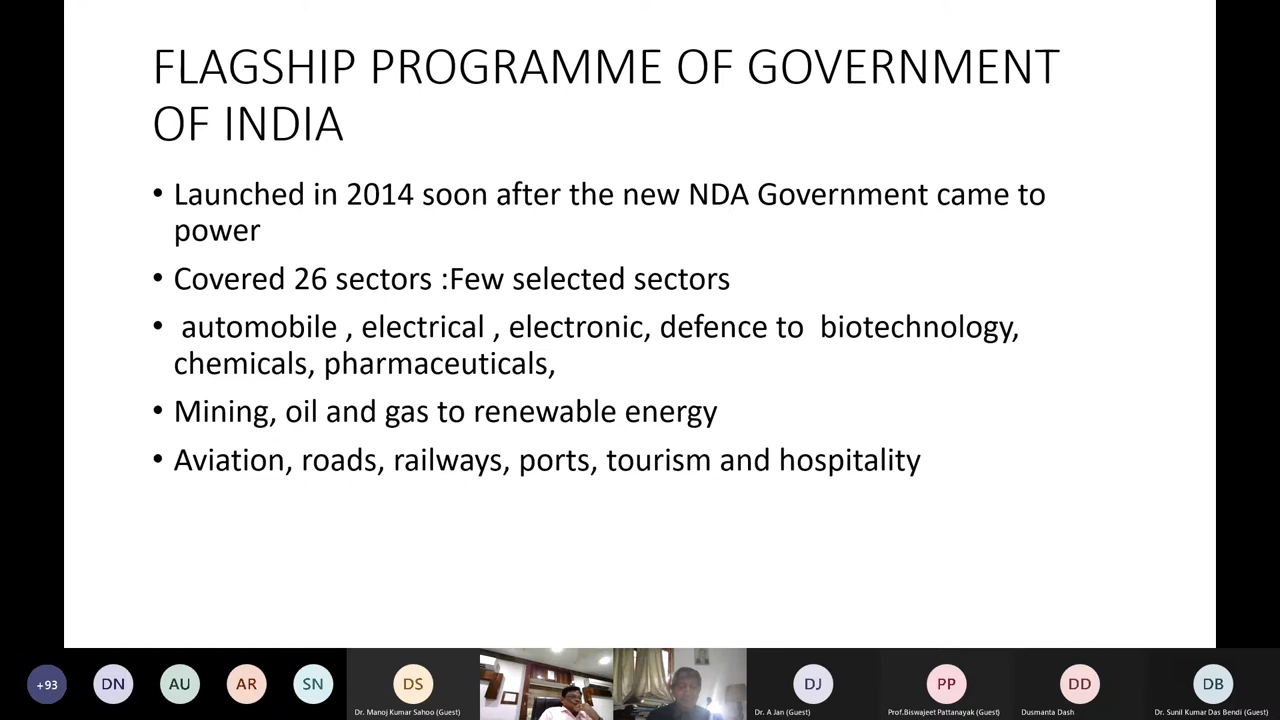 FLAGSHIP PROGRAMME OF GOVERNMENT
OF INDIA
• Launched in 2014 soon after the new NDA Government came to
power
• Covered 26 sectors :Few selected sectors
• automobile , electrical , electronic, defence to biotechnology,
chemicals, pharmaceuticals,
• Mining, oil and gas to renewable energy
• Aviation, roads, railways, ports, tourism and hospitality
+93 DN AU AR SN DS DJ PP DD DB
Dr. Manoj Kumar Sahoo (Guest) Dr. A Jan (Guest) Prof.Biswajeet Pattanayak (Guest) Dusmanta Dash Dr. Sunil Kumar Das Bendi (Guest)